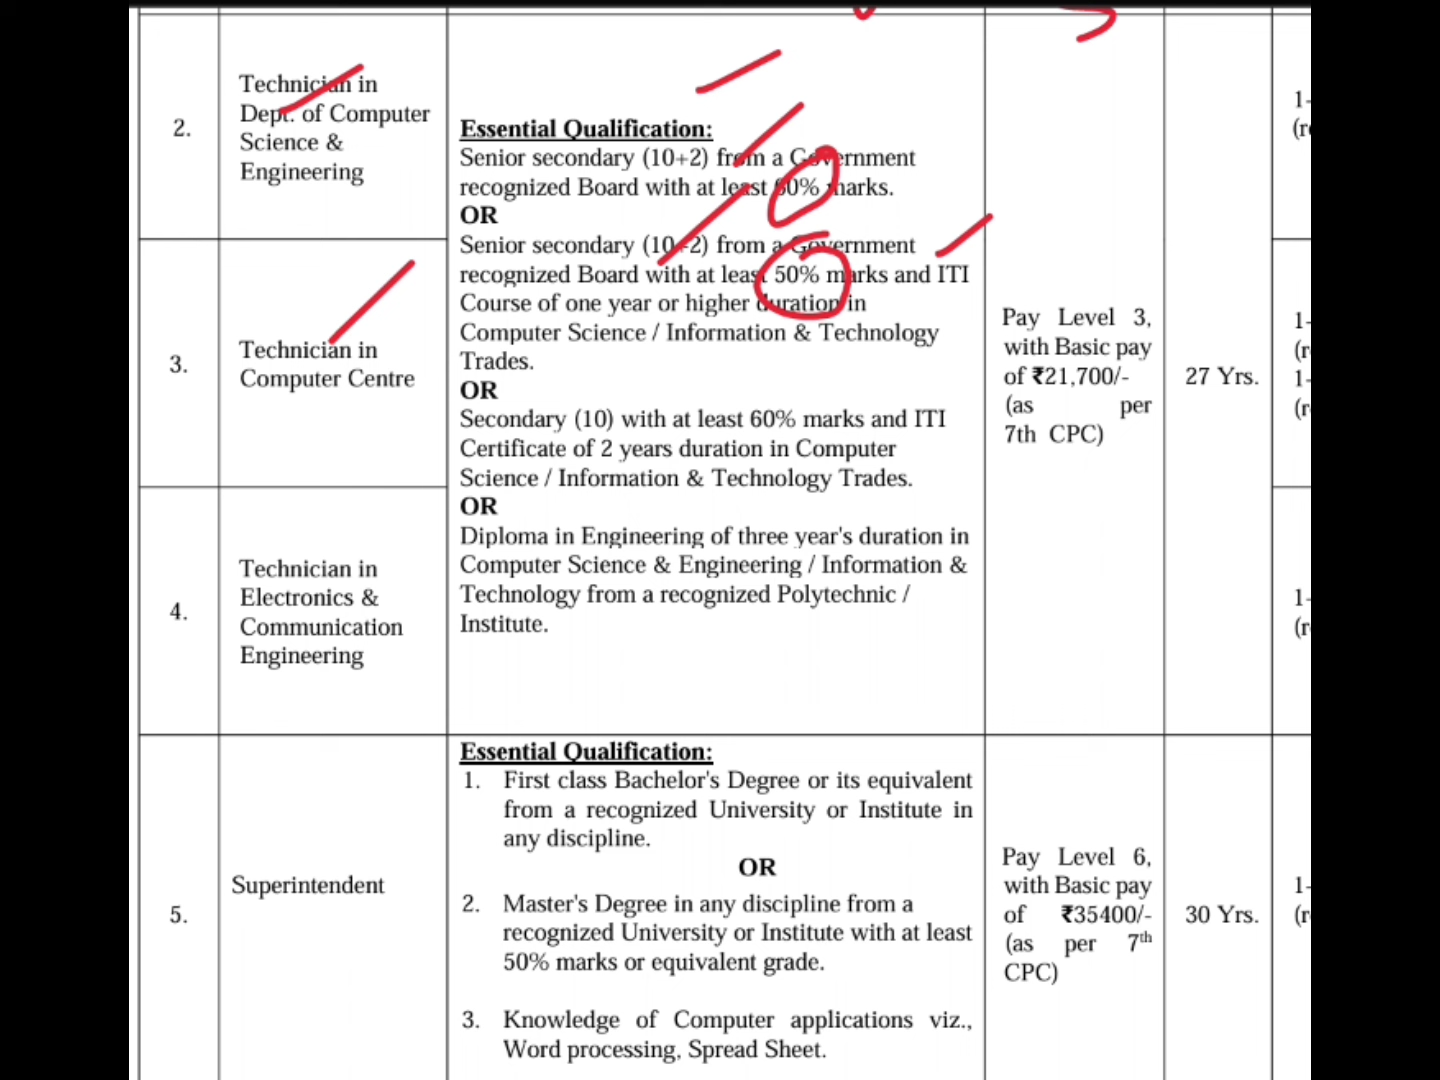 2.
Technician in
Dept. of Computer
Science &
Engineering
3.
Technician in
Computer Centre
4.
Technician in
Electronics &
Communication
Engineering
Essential Qualification:
Senior secondary (10+2) from a Government
recognized Board with at least 60% marks.
OR
Senior secondary (10+2) from a Government
recognized Board with at least 50% marks and ITI
Course of one year or higher duration in
Computer Science / Information & Technology
Trades.
OR
Secondary (10) with at least 60% marks and ITI
Certificate of 2 years duration in Computer
Science / Information & Technology Trades.
OR
Diploma in Engineering of three year's duration in
Computer Science & Engineering / Information &
Technology from a recognized Polytechnic /
Institute.
Pay Level 3,
with Basic pay
of ₹21,700/-
(as per
7th CPC)
27 Yrs.
1-
(r
1-
(r
1-
(r
1-
(r
5.
Superintendent
Essential Qualification:
1. First class Bachelor's Degree or its equivalent
from a recognized University or Institute in
any discipline.
OR
2. Master's Degree in any discipline from a
recognized University or Institute with at least
50% marks or equivalent grade.
3. Knowledge of Computer applications viz.,
Word processing, Spread Sheet.
Pay Level 6,
with Basic pay
of ₹35400/-
(as per 7th
CPC)
30 Yrs.
1-
(r